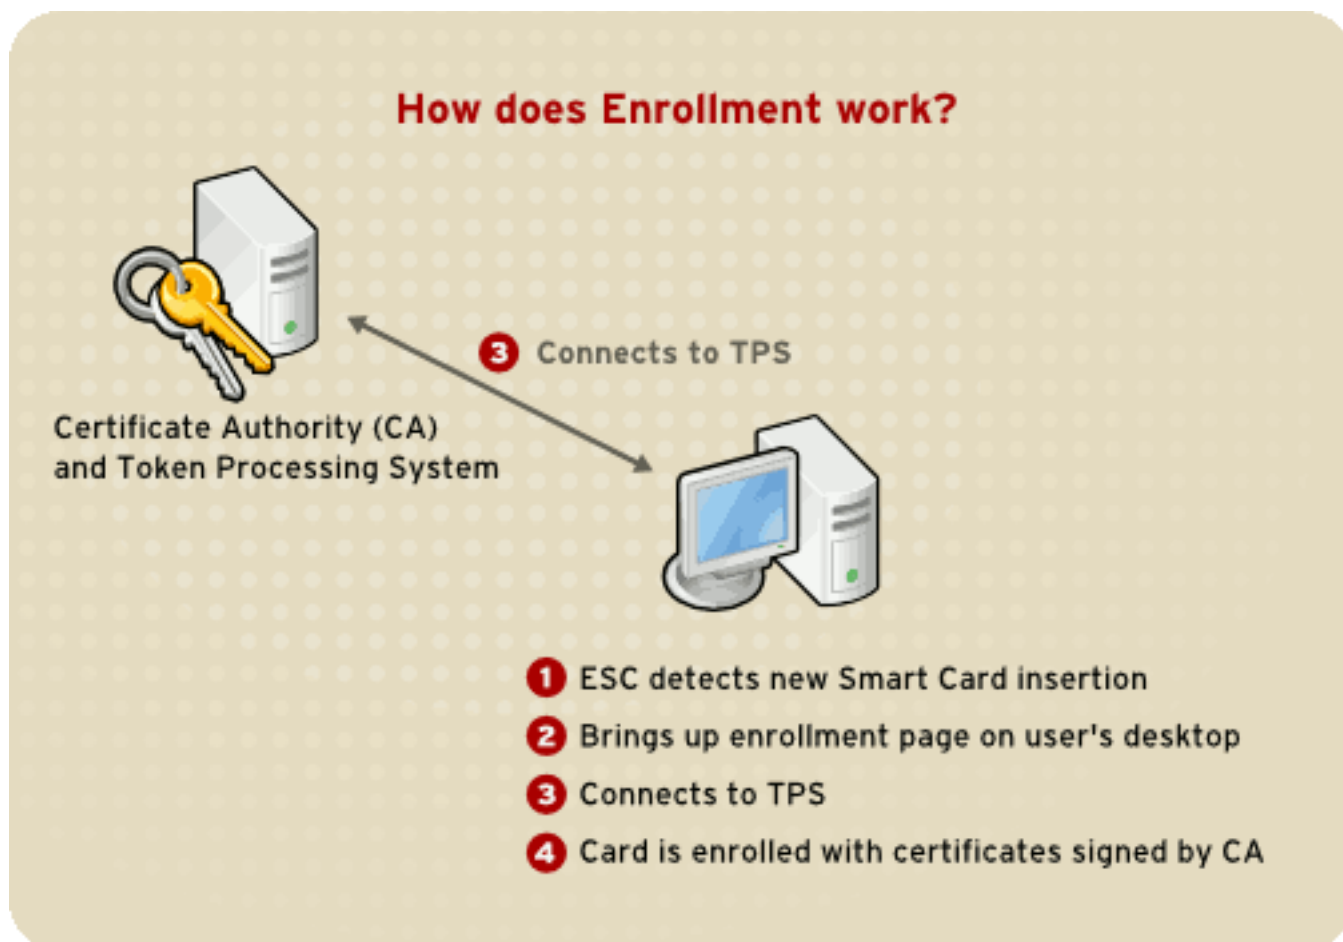 How does Enrollment work?
3 Connects to TPS
Certificate Authority (CA)
and Token Processing System
1 ESC detects new Smart Card insertion
2 Brings up enrollment page on user's desktop
3 Connects to TPS
4 Card is enrolled with certificates signed by CA